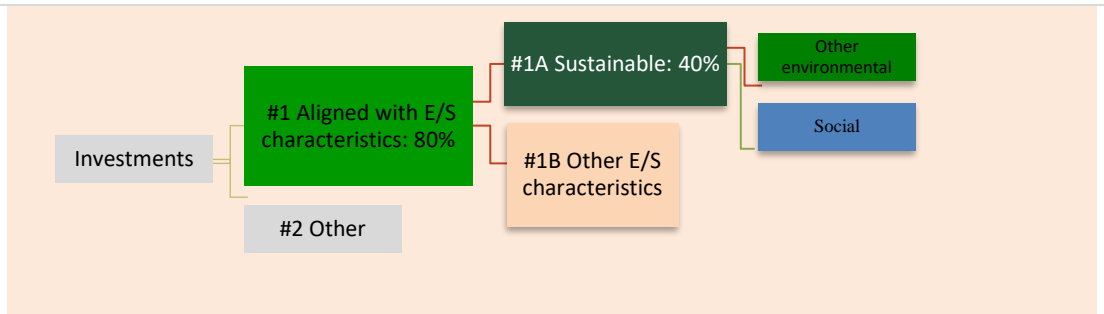 Investments
#1 Aligned with E/S
characteristics: 80%
#2 Other
#1A Sustainable: 40%
#1B Other E/S
characteristics
Other
environmental
Social